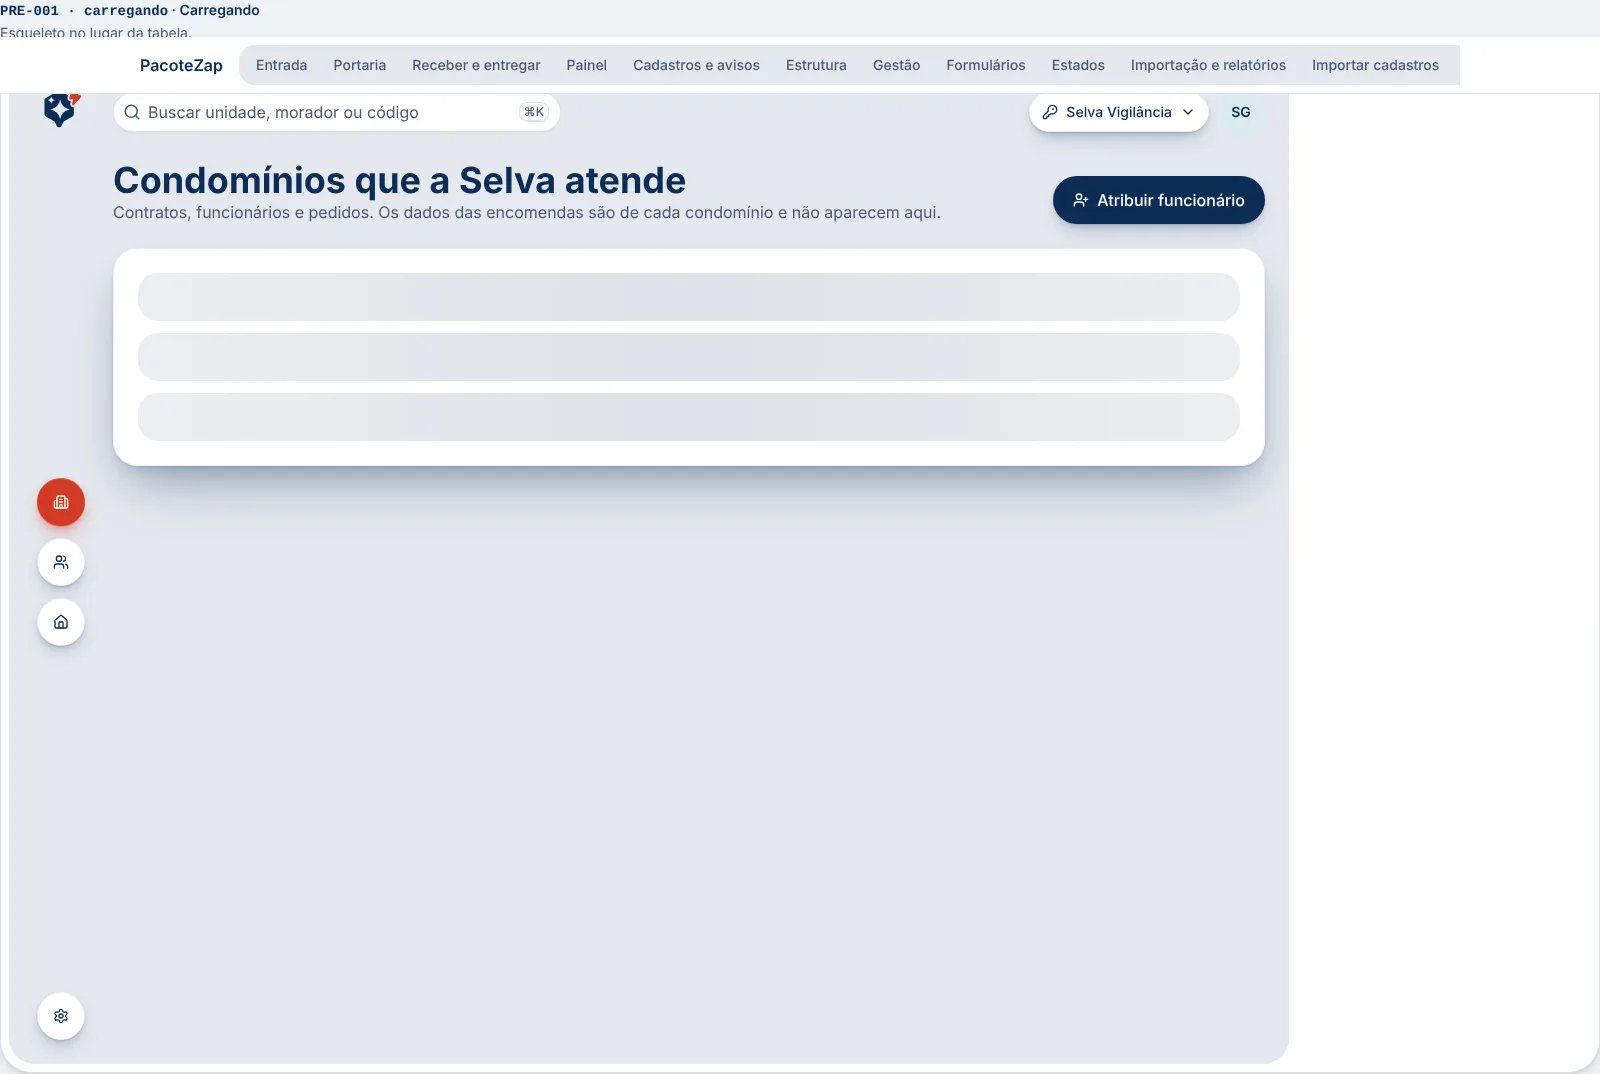 PRE-001 · carregando · Carregando
Esqueleto no lugar da tabela.
PacoteZap Entrada Portaria Receber e entregar Painel Cadastros e avisos Estrutura Gestão Formulários Estados Importação e relatórios Importar cadastros
Buscar unidade, morador ou código ⌘K Selva Vigilância SG
Condomínios que a Selva atende
Contratos, funcionários e pedidos. Os dados das encomendas são de cada condomínio e não aparecem aqui.
Atribuir funcionário